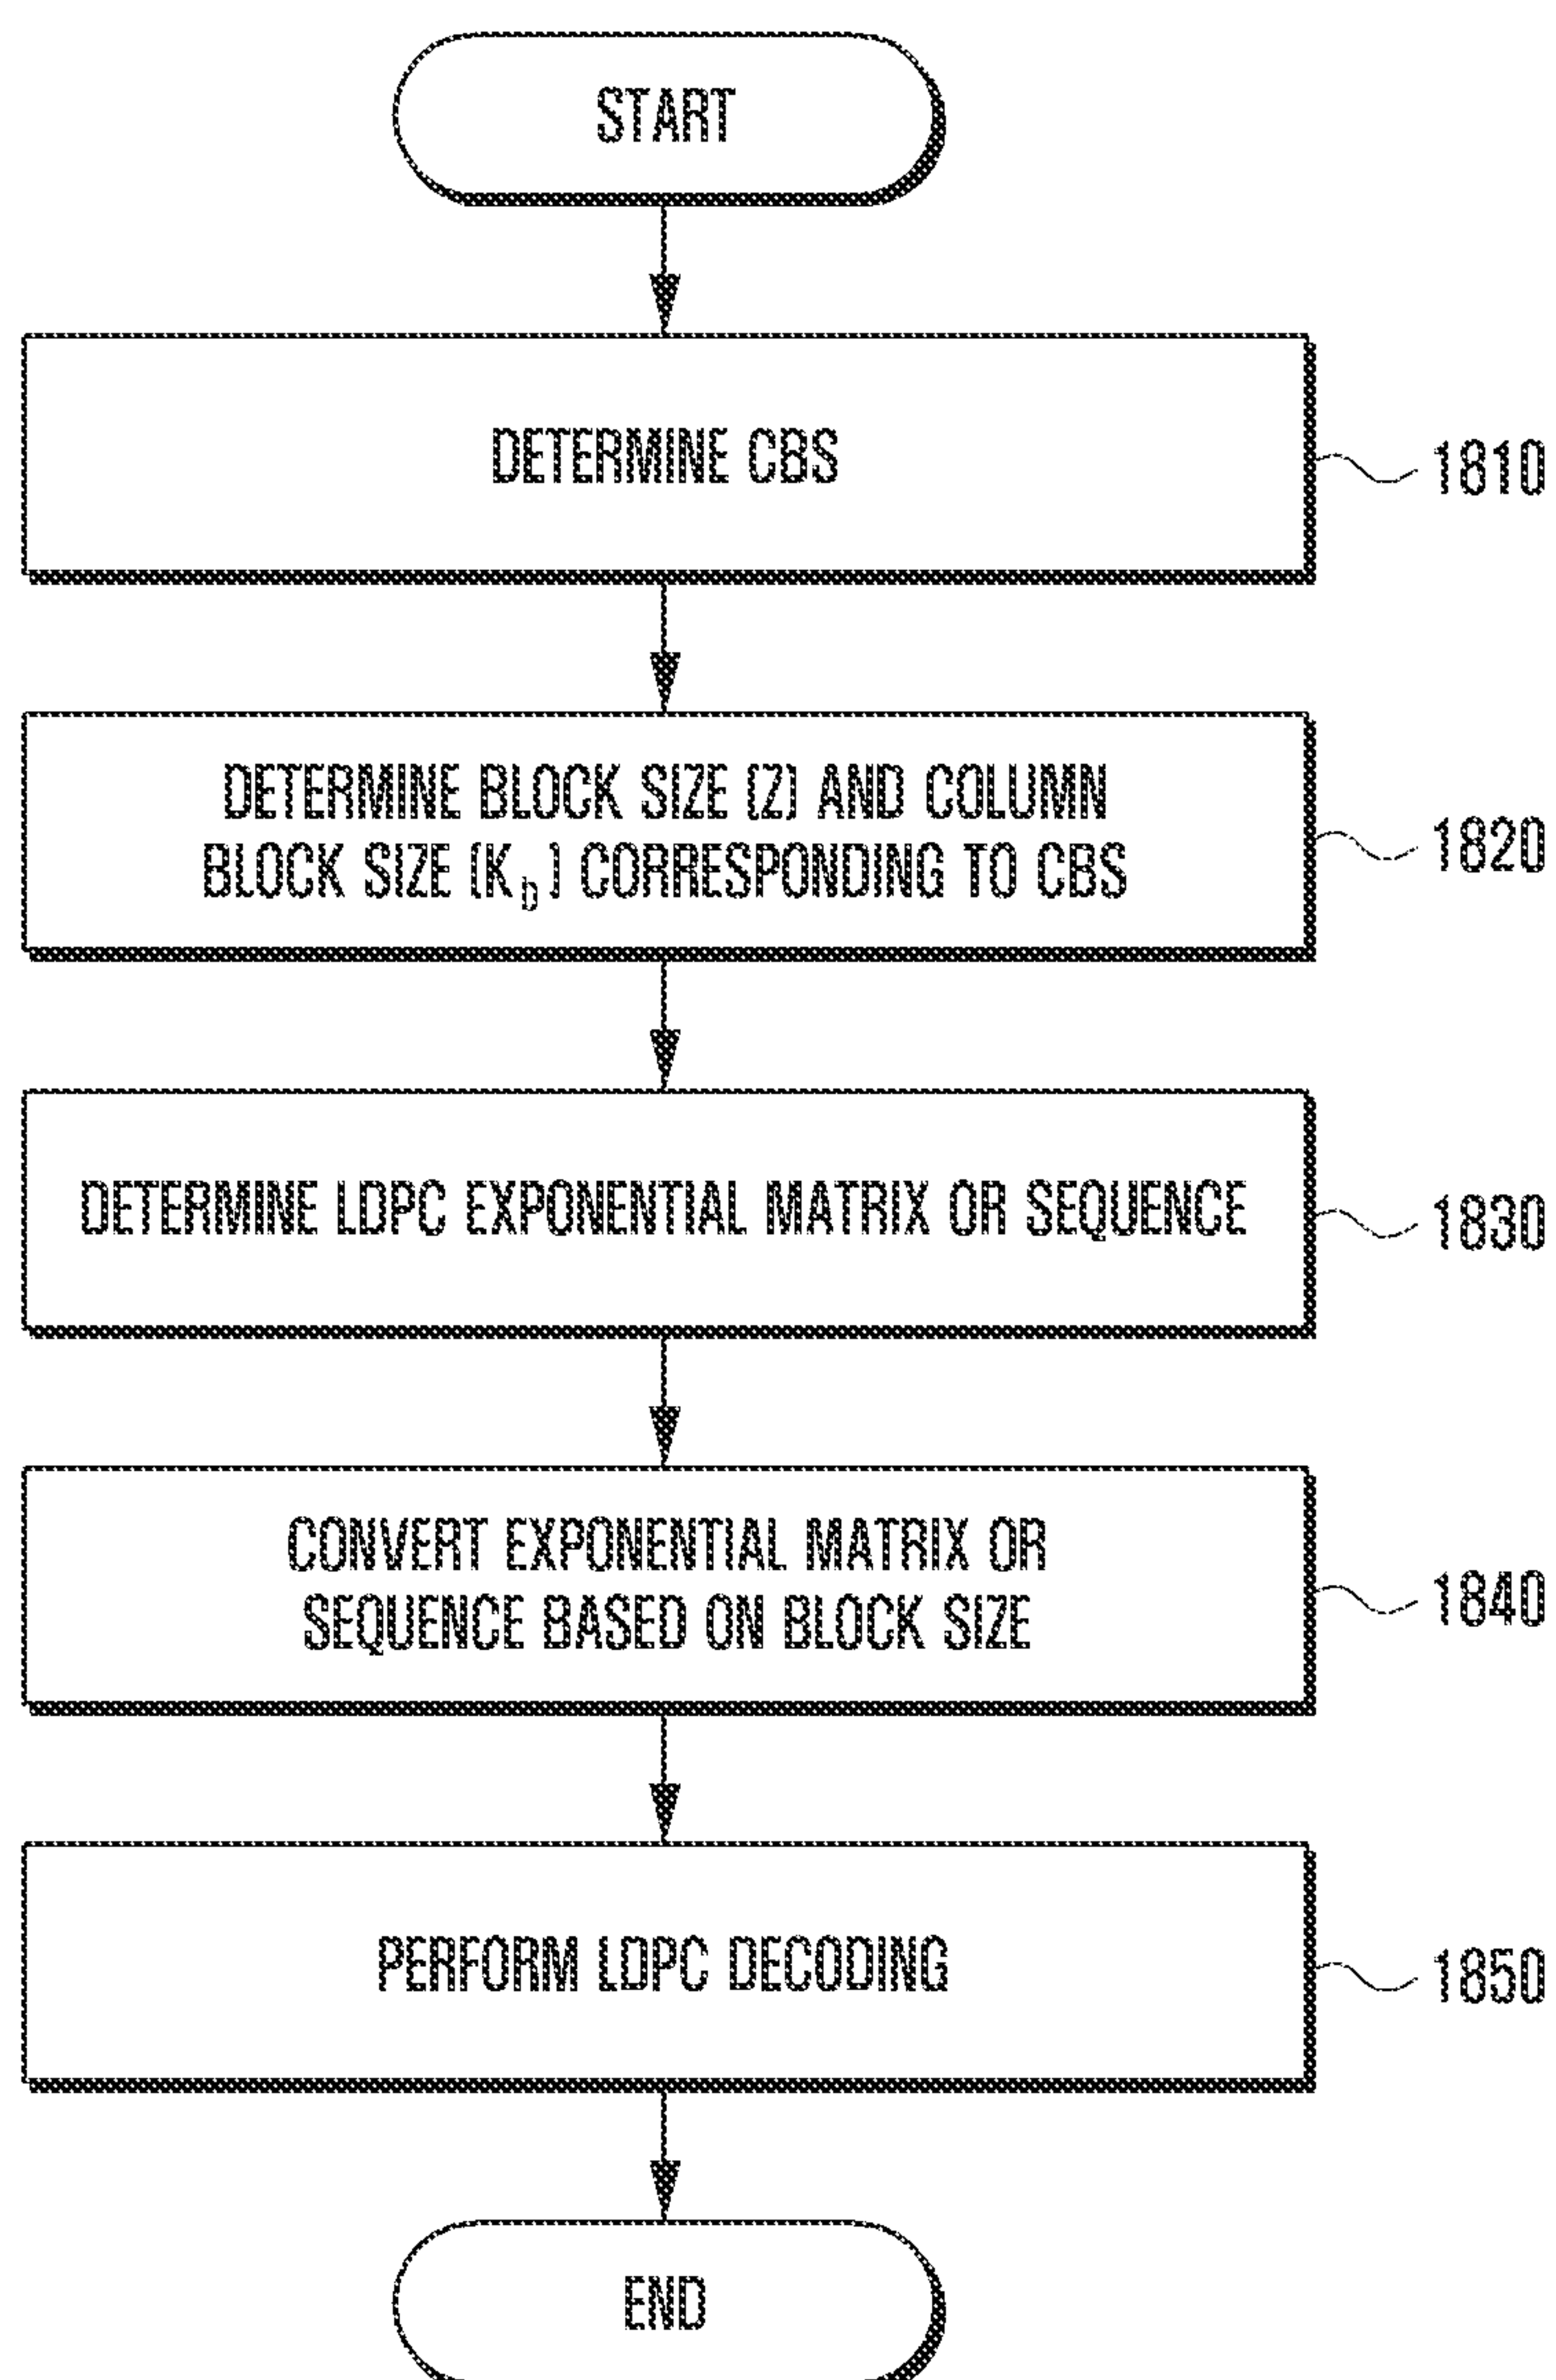 START
DETERMINE CBS
1810
DETERMINE BLOCK SIZE (Z) AND COLUMN
BLOCK SIZE (K b ) CORRESPONDING TO CBS
1820
DETERMINE LDPC EXPONENTIAL MATRIX OR SEQUENCE
1830
CONVERT EXPONENTIAL MATRIX OR
SEQUENCE BASED ON BLOCK SIZE
1840
PERFORM LDPC DECODING
1850
END